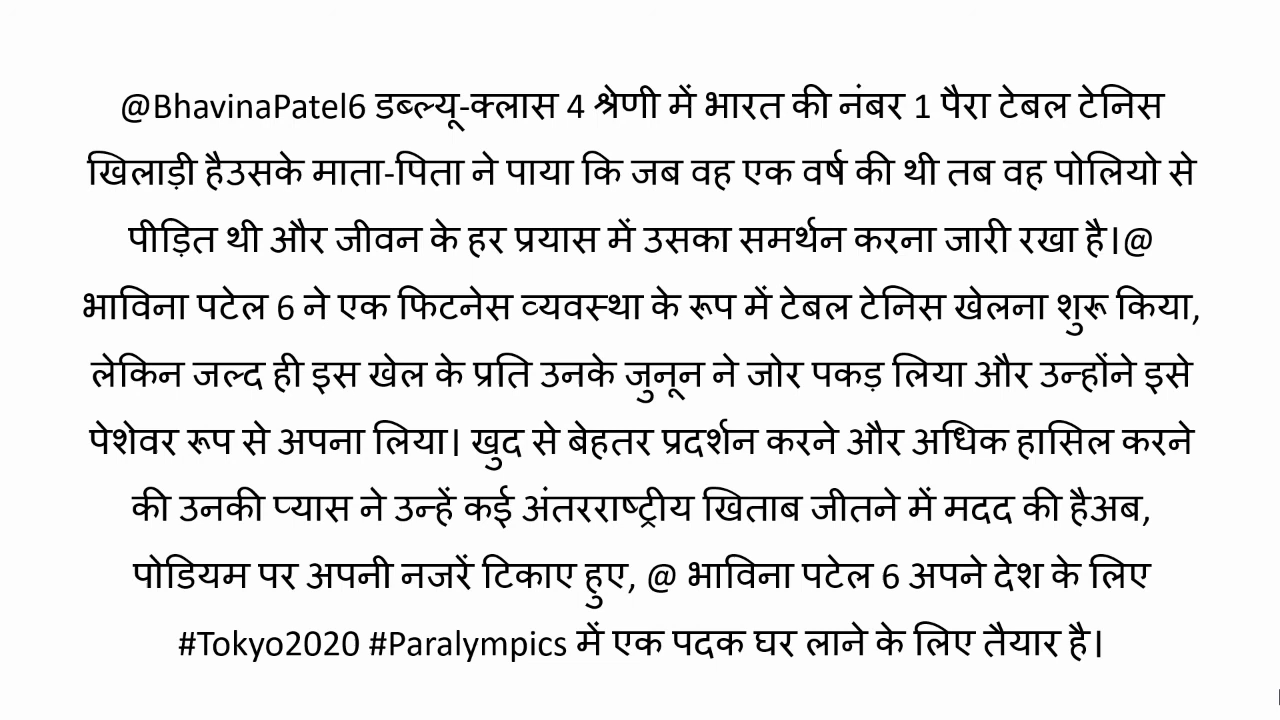 @BhavinaPatel6 डब्ल्यू-क्लास 4 श्रेणी में भारत की नंबर 1 पैरा टेबल टेनिस
खिलाड़ी हैउसके माता-पिता ने पाया कि जब वह एक वर्ष की थी तब वह पोलियो से
पीड़ित थी और जीवन के हर प्रयास में उसका समर्थन करना जारी रखा है।@
भाविना पटेल 6 ने एक फिटनेस व्यवस्था के रूप में टेबल टेनिस खेलना शुरू किया,
लेकिन जल्द ही इस खेल के प्रति उनके जुनून ने जोर पकड़ लिया और उन्होंने इसे
पेशेवर रूप से अपना लिया। खुद से बेहतर प्रदर्शन करने और अधिक हासिल करने
की उनकी प्यास ने उन्हें कई अंतरराष्ट्रीय खिताब जीतने में मदद की हैअब,
पोडियम पर अपनी नजरें टिकाए हुए, @ भाविना पटेल 6 अपने देश के लिए
#Tokyo2020 #Paralympics में एक पदक घर लाने के लिए तैयार है।